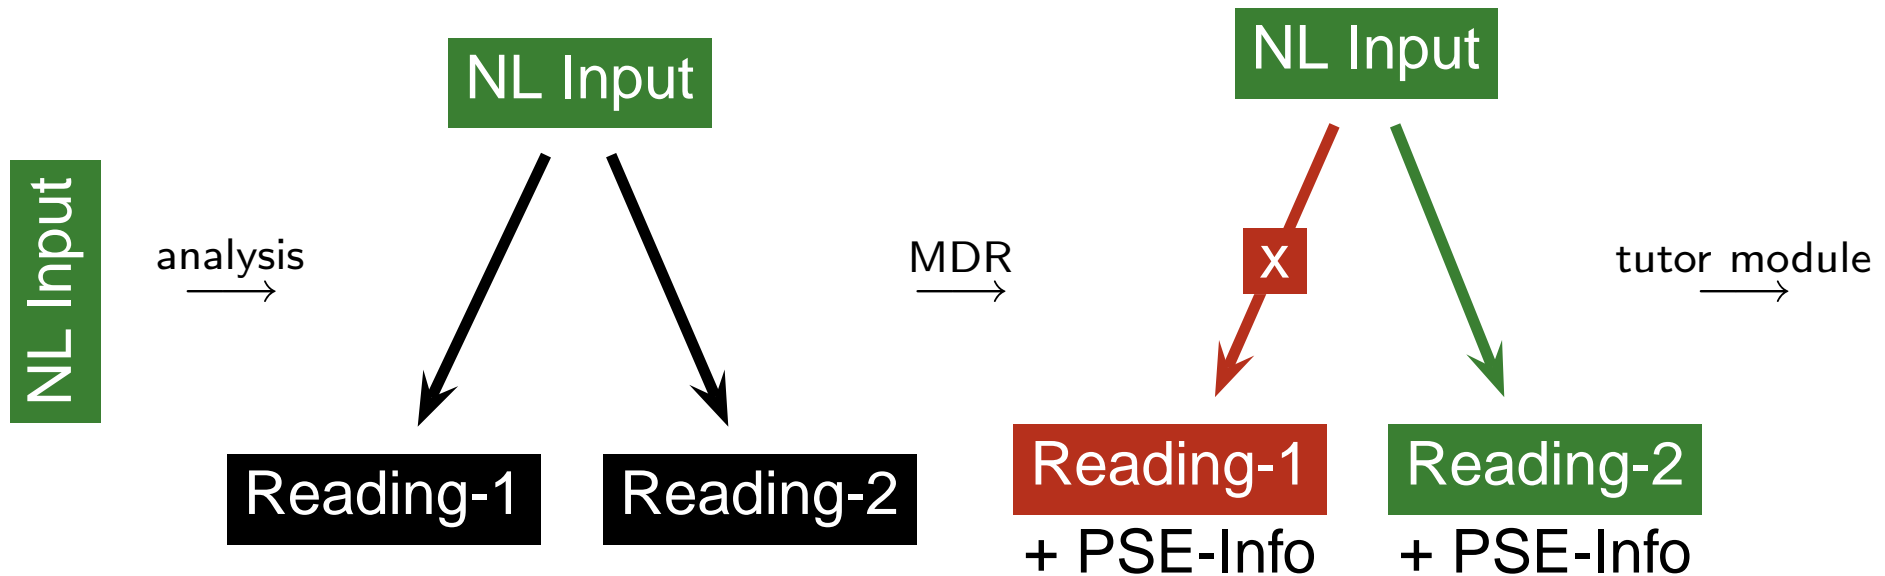 NL Input
analysis
NL Input
Reading-1
Reading-2
MDR
NL Input
x
Reading-1
+ PSE-Info
Reading-2
+ PSE-Info
tutor module